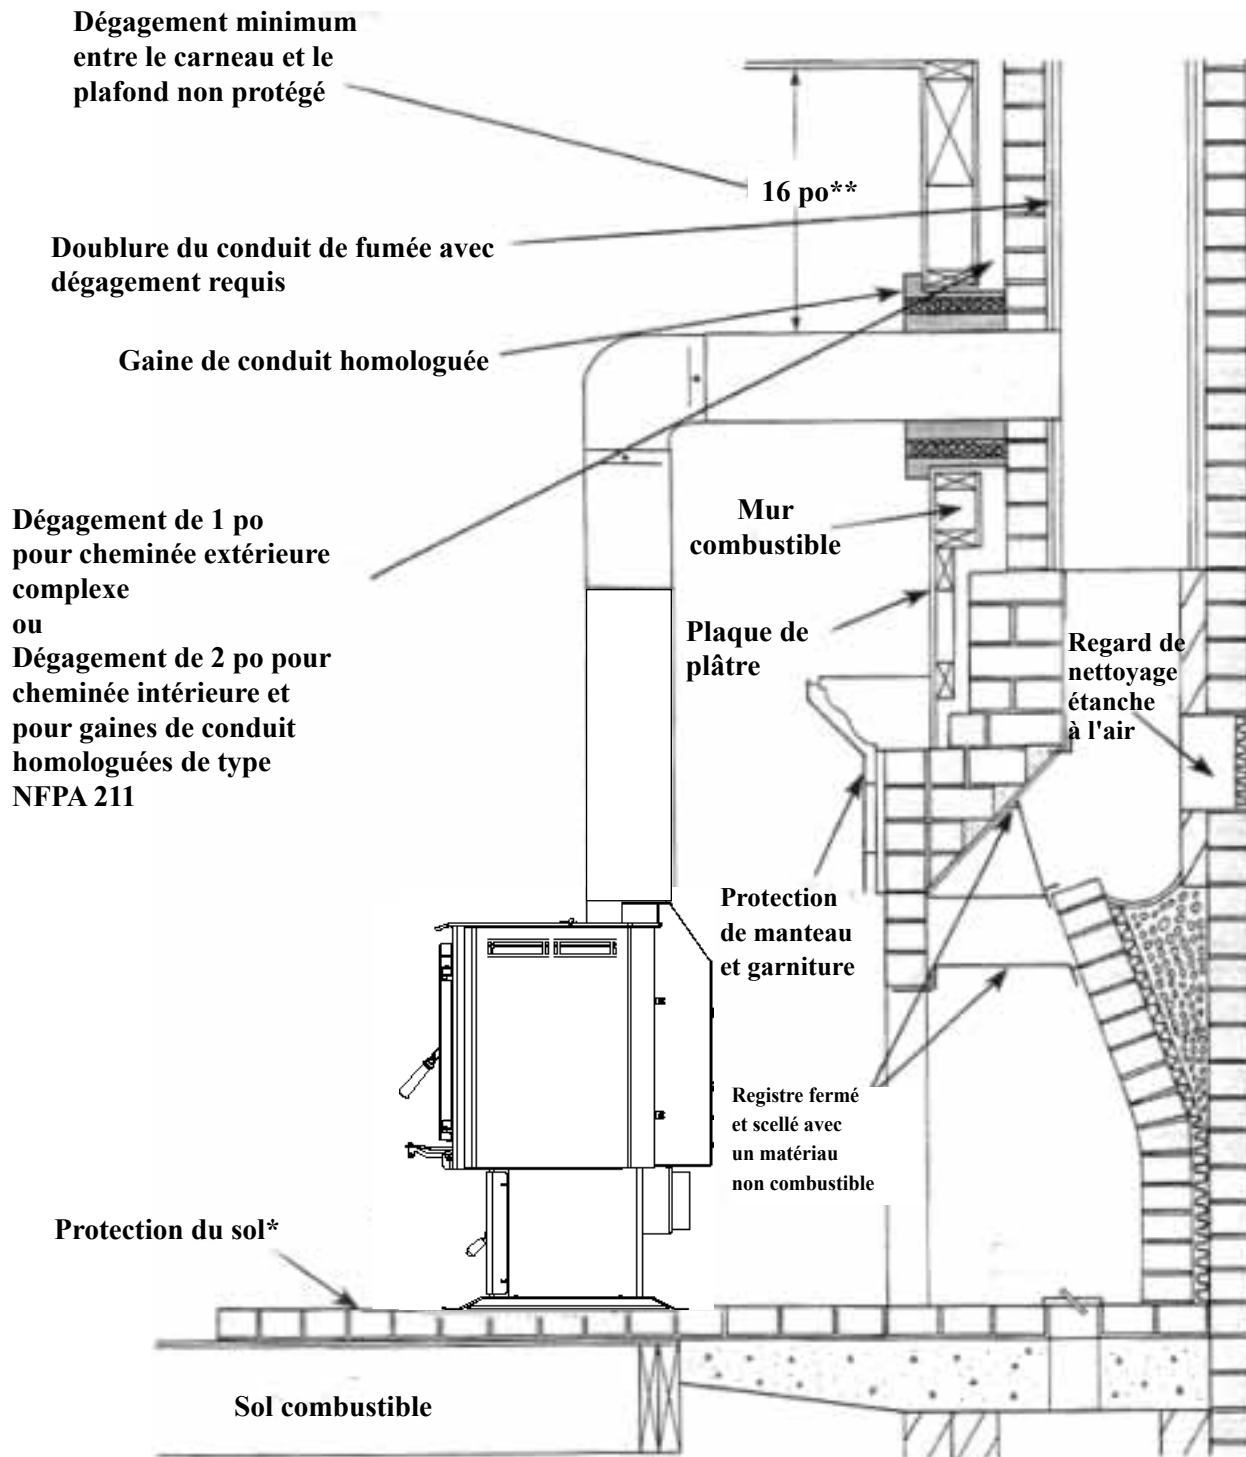 Dégagement minimum
entre le carneau et le
plafond non protégé
16 po**
Doublure du conduit de fumée avec
dégagement requis
Gaine de conduit homologuée
Dégagement de 1 po
pour cheminée extérieure
complexe
ou
Dégagement de 2 po pour
cheminée intérieure et
pour gaines de conduit
homologuées de type
NFPA 211
Mur
combustible
Plaque de
plâtre
Regard de
nettoyage
étanche
à l'air
Protection
de manteau
et garniture
Registre fermé
et scellé avec
un matériau
non combustible
Protection du sol*
Sol combustible